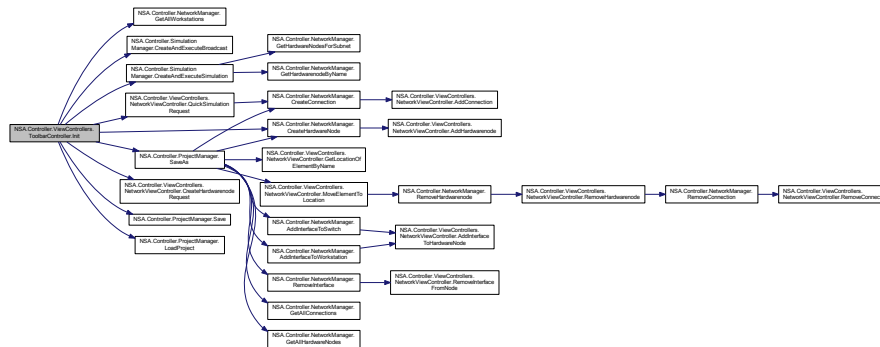 NSA.Controller.NetworkManager.
GetAllWorkstations
NSA.Controller.Simulation
Manager.CreateAndExecuteBroadcast
NSA.Controller.Simulation
Manager.CreateAndExecuteSimulation
NSA.Controller.ViewControllers.
NetworkViewController.QuickSimulation
Request
NSA.Controller.ViewControllers.
ToolbarController.Init
NSA.Controller.ProjectManager.
SaveAs
NSA.Controller.ViewControllers.
NetworkViewController.CreateHardwarenode
Request
NSA.Controller.ProjectManager.Save
NSA.Controller.ProjectManager.
LoadProject
NSA.Controller.NetworkManager.
GetHardwareNodesForSubnet
NSA.Controller.NetworkManager.
GetHardwarenodeByName
NSA.Controller.NetworkManager.
CreateConnection
NSA.Controller.NetworkManager.
CreateHardwareNode
NSA.Controller.ViewControllers.
NetworkViewController.GetLocationOf
ElementByName
NSA.Controller.ViewControllers.
NetworkViewController.MoveElementTo
Location
NSA.Controller.NetworkManager.
AddInterfaceToSwitch
NSA.Controller.NetworkManager.
AddInterfaceToWorkstation
NSA.Controller.NetworkManager.
RemoveInterface
NSA.Controller.NetworkManager.
GetAllConnections
NSA.Controller.NetworkManager.
GetAllHardwareNodes
NSA.Controller.ViewControllers.
NetworkViewController.AddConnection
NSA.Controller.ViewControllers.
NetworkViewController.AddHardwarenode
NSA.Controller.NetworkManager.
RemoveHardwarenode
NSA.Controller.ViewControllers.
NetworkViewController.AddInterface
ToHardwareNode
NSA.Controller.ViewControllers.
NetworkViewController.RemoveInterface
FromNode
NSA.Controller.ViewControllers.
NetworkViewController.RemoveHardwarenode
NSA.Controller.NetworkManager.
RemoveConnection
NSA.Controller.ViewControllers.
NetworkViewController.RemoveConnec